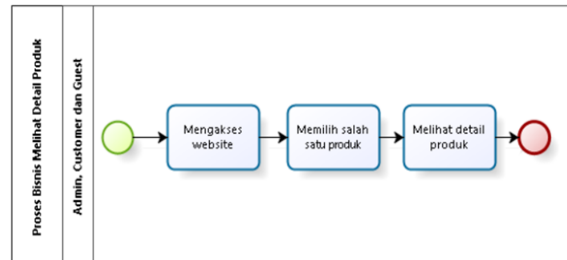 Proses Bisnis Melihat Detail Produk
Admin, Customer dan Guest
Mengakses
website
Memilih salah
satu produk
Melihat detail
produk